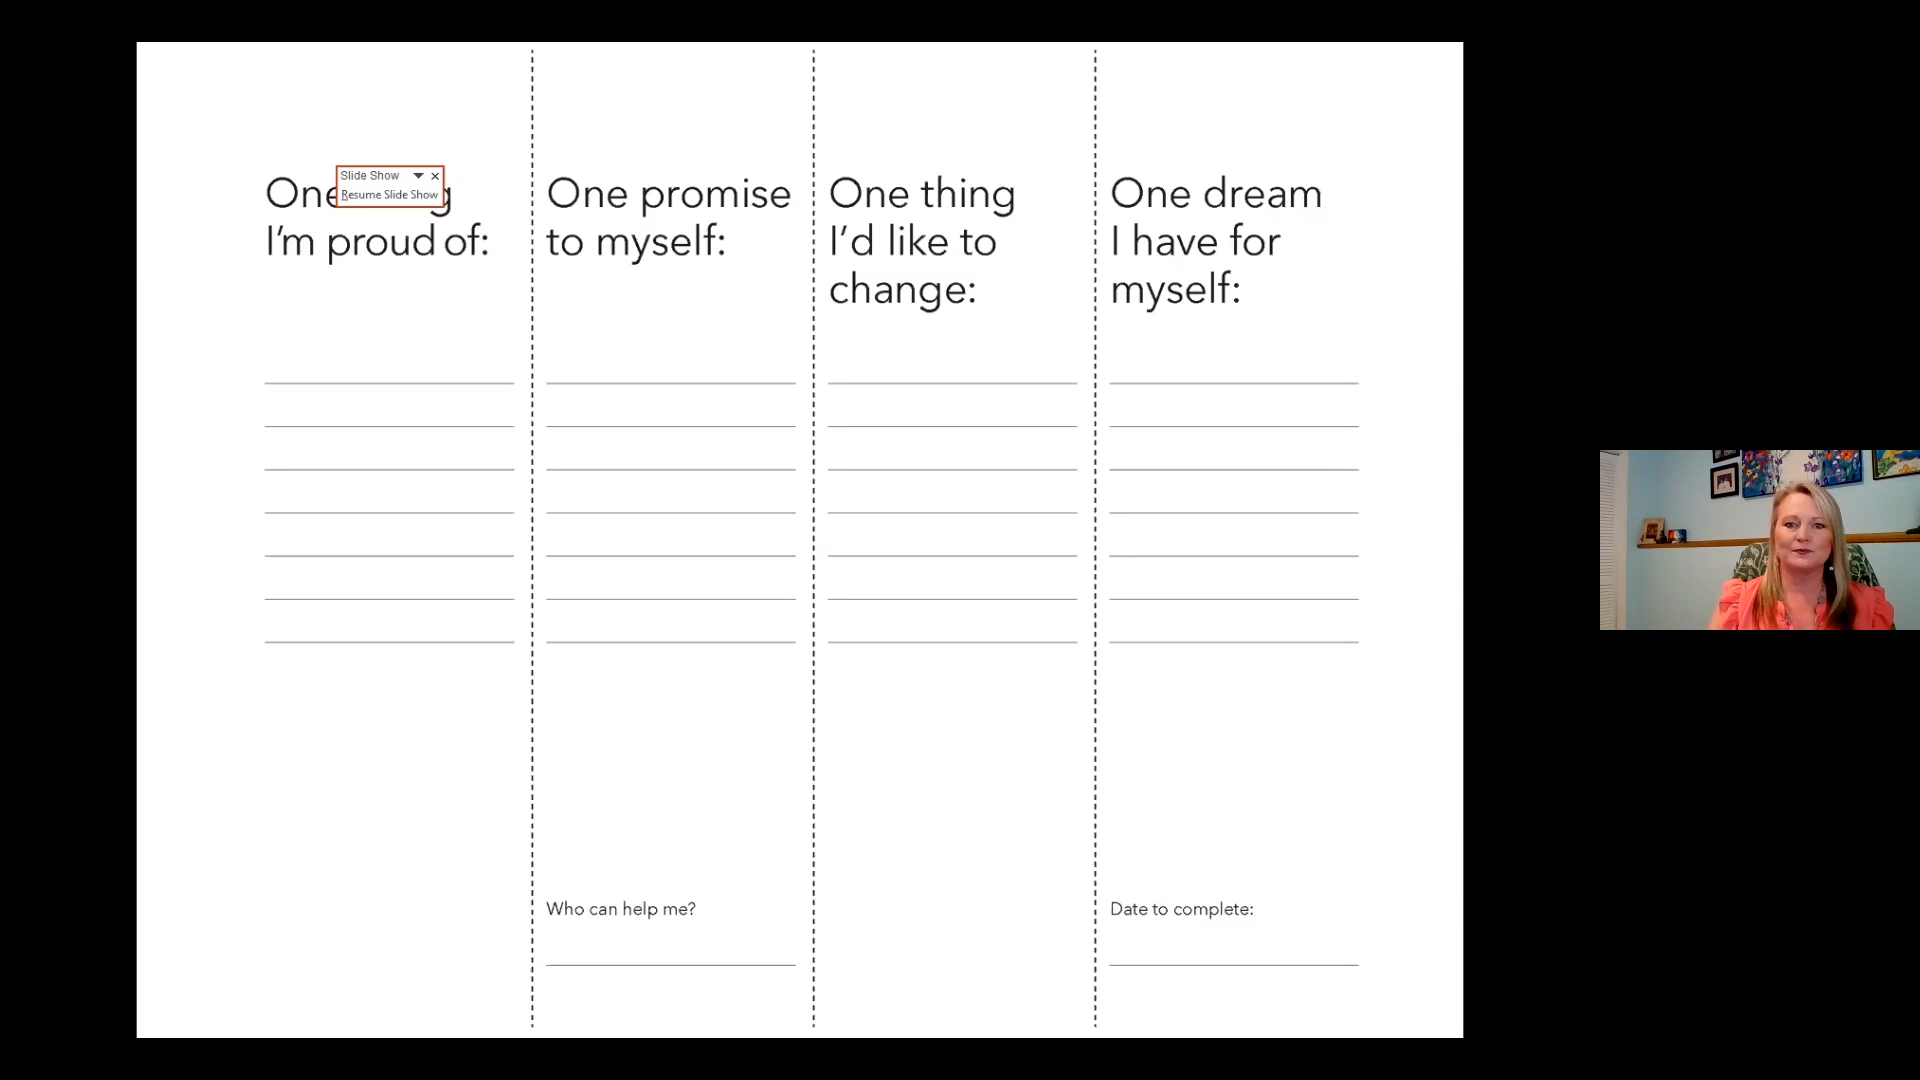 Slide Show
Resume Slide Show
One
I'm proud of:
One promise
to myself:
Who can help me?
One thing
I'd like to
change:
One dream
I have for
myself:
Date to complete: